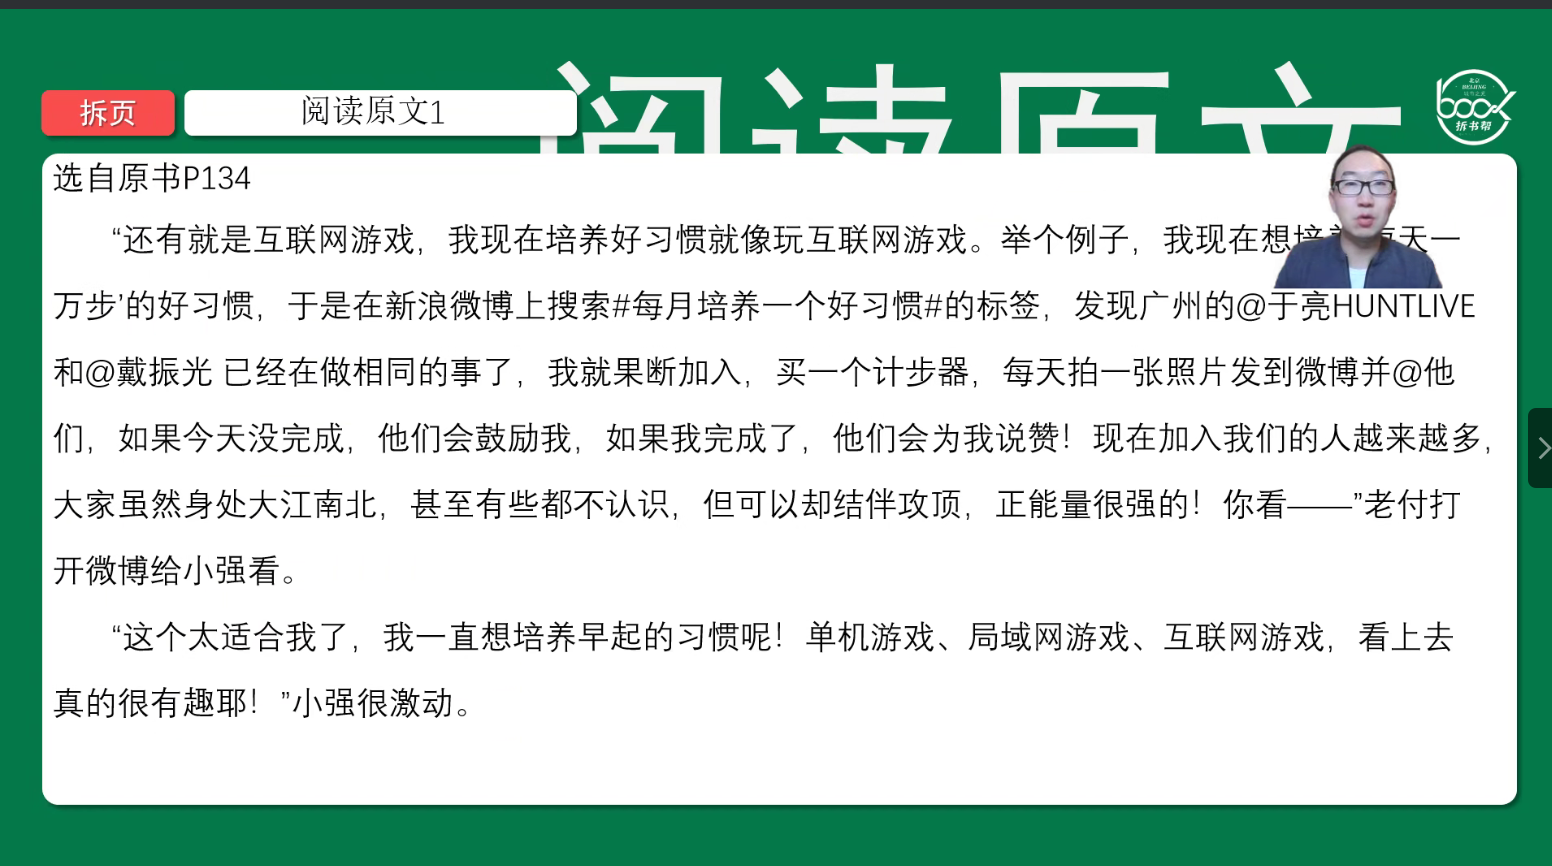 阅读原文
拆页
阅读原文1
北京
BEIJING
book
拆书帮
选自原书P134
“还有就是互联网游戏，我现在培养好习惯就像玩互联网游戏。举个例子，我现在想培养 天一
万步’的好习惯，于是在新浪微博上搜索#每月培养一个好习惯#的标签，发现广州的@于亮HUNTLIVE
和@戴振光 已经在做相同的事了，我就果断加入，买一个计步器，每天拍一张照片发到微博并@他
们，如果今天没完成，他们会鼓励我，如果我完成了，他们会为我说赞！现在加入我们的人越来越多，
大家虽然身处大江南北，甚至有些都不认识，但可以却结伴攻顶，正能量很强的！你看——”老付打
开微博给小强看。
“这个太适合我了，我一直想培养早起的习惯呢！单机游戏、局域网游戏、互联网游戏，看上去
真的很有趣耶！”小强很激动。